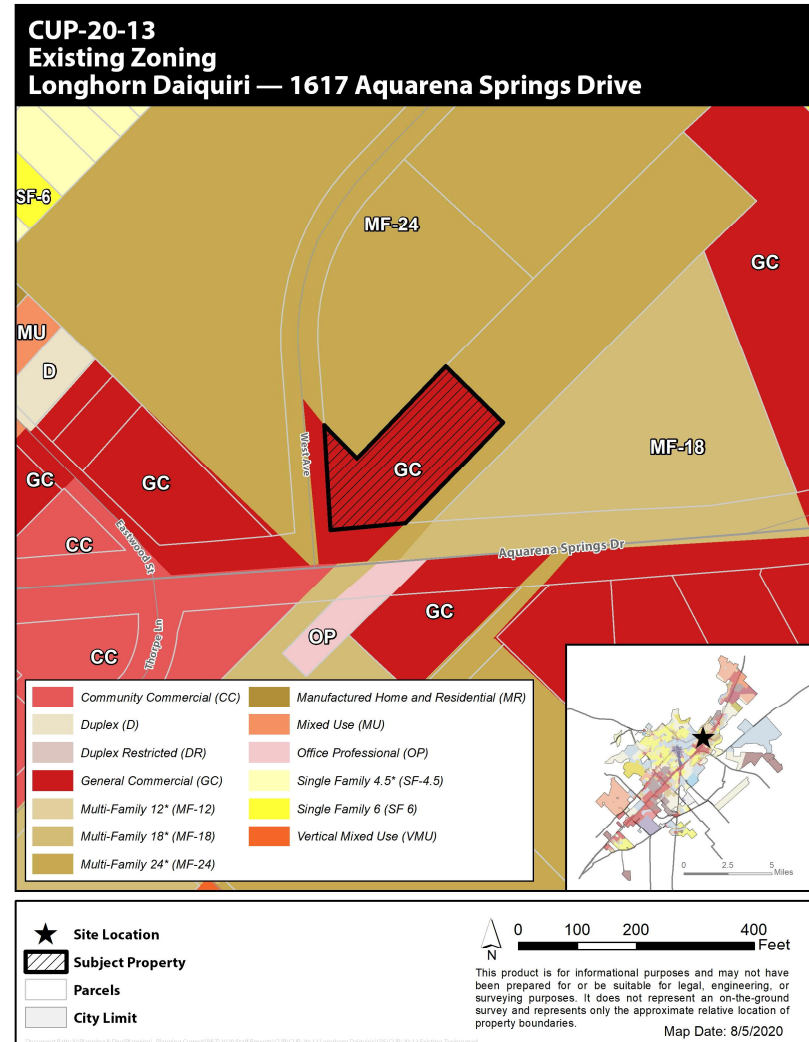 CUP-20-13
Existing Zoning
Longhorn Daiquiri — 1617 Aquarena Springs Drive
SF-6
MF-24
GC
MU
D
West Ave
GC
MF-18
GC
GC
CC
Eastwood St
Aquarena Springs Dr
GC
OP
Thorpe Ln
CC
Community Commercial (CC)
Duplex (D)
Duplex Restricted (DR)
General Commercial (GC)
Multi-Family 12* (MF-12)
Multi-Family 18* (MF-18)
Multi-Family 24* (MF-24)
Manufactured Home and Residential (MR)
Mixed Use (MU)
Office Professional (OP)
Single Family 4.5* (SF-4.5)
Single Family 6 (SF 6)
Vertical Mixed Use (VMU)
0 2.5 5
Miles
Site Location
Subject Property
Parcels
City Limit
N
0 100 200 400
Feet
This product is for informational purposes and may not have
been prepared for or be suitable for legal, engineering, or
surveying purposes. It does not represent an on-the-ground
survey and represents only the approximate relative location of
property boundaries.
Map Date: 8/5/2020